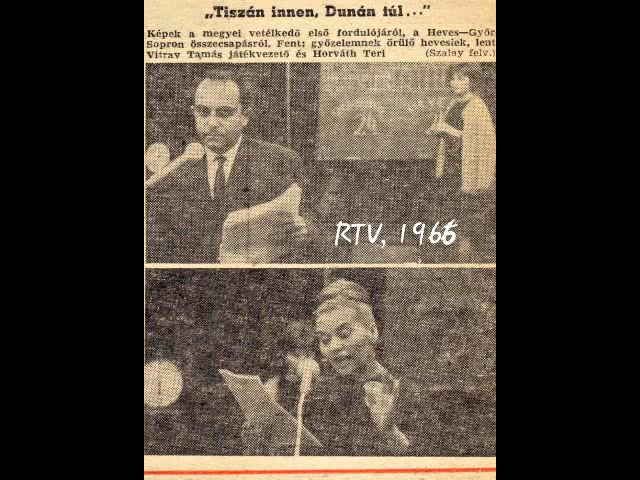 „Tiszán innen, Dunán túl..."
Képek a megyei vetélkedő első fordulójáról, a Heves—Győr
Sopron összecsapásról. Fent: győzelemnek örülő hevesiek, lent
Vitray Tamás játékvezető és Horváth Teri (Szalay felv.)
RTV, 1966